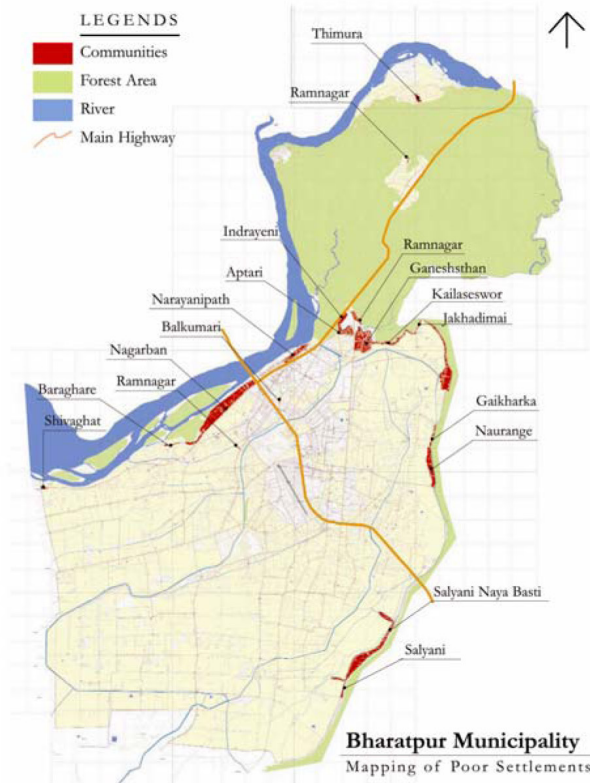 LEGENDS
Communities
Forest Area
River
Main Highway
Thimura
Ramnagar
Indrayeni
Ramnagar
Aptari
Ganeshsthan
Narayanipath
Kailaseswor
Balkumari
Jakhadimai
Nagarban
Baraghare
Ramnagar
Gaikharka
Shivaghat
Naurange
Salyani Naya Basti
Salyani
Bharatpur Municipality
Mapping of Poor Settlements